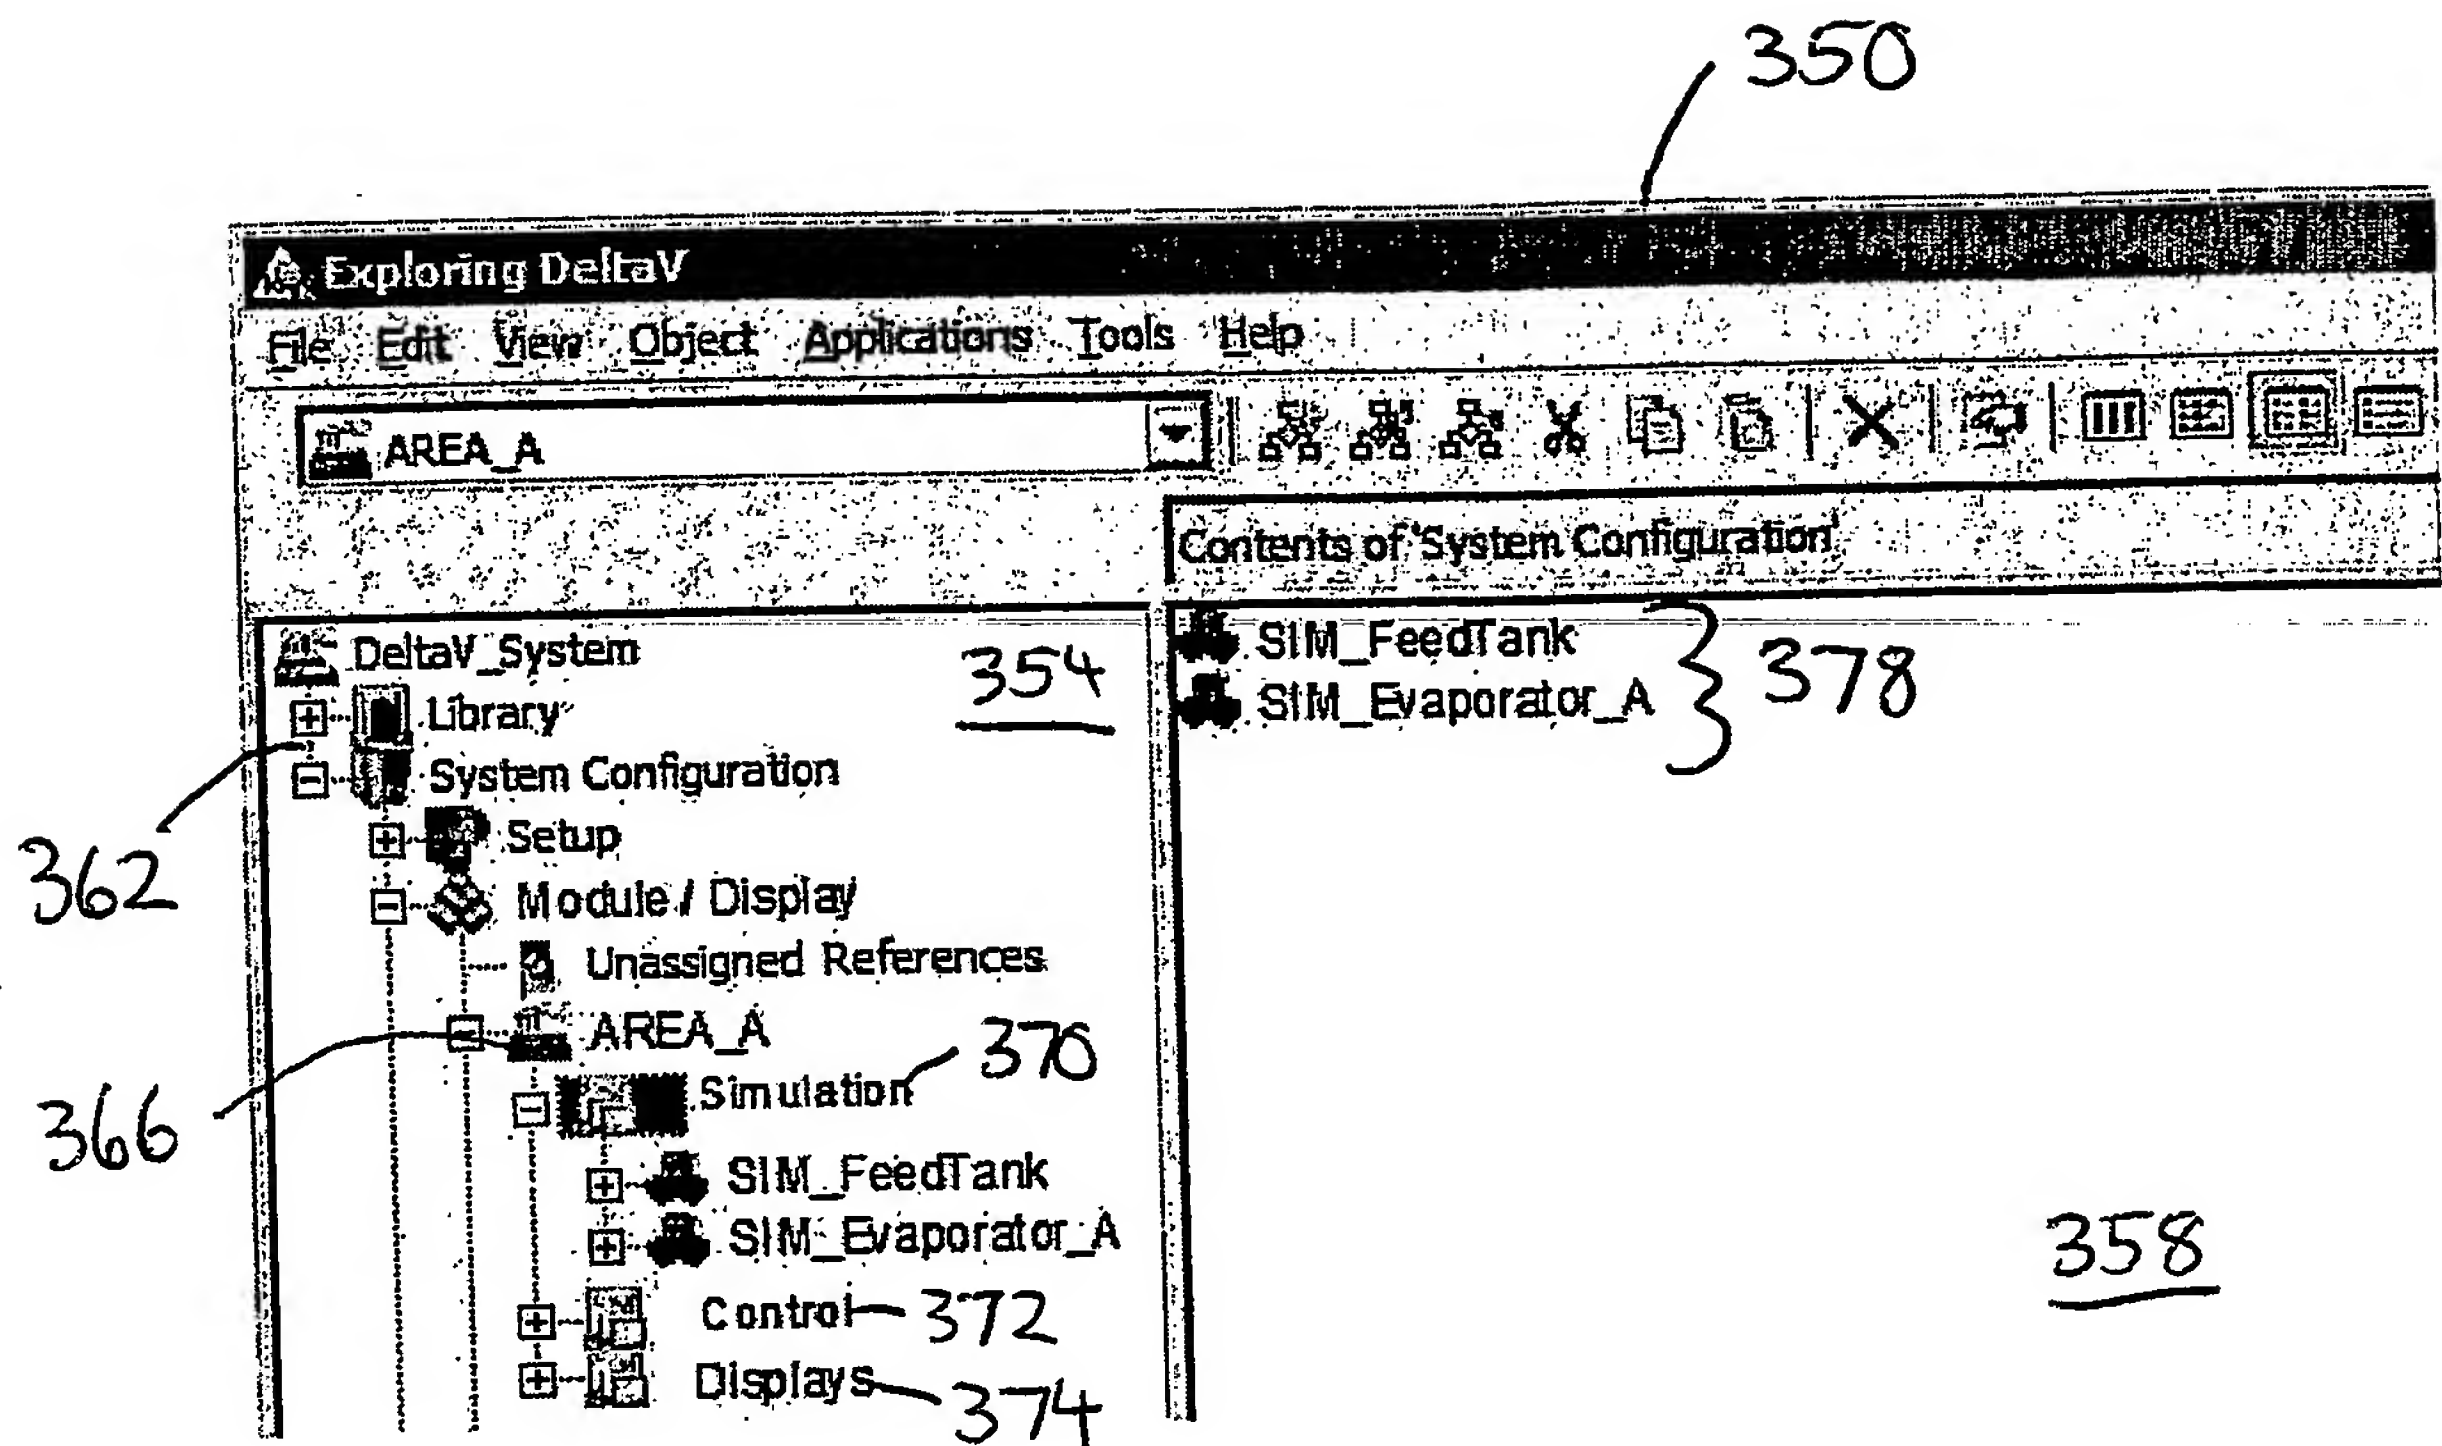 350
Exploring DeltaV
File Edit View Object Applications Tools Help
AREA_A
Contents of 'System Configuration'
DeltaV_System
354
Library
System Configuration
Setup
Module / Display
Unassigned References
AREA_A
Simulation 370
SIM_FeedTank
SIM_Evaporator_A
Control 372
Displays 374
362
366
SIM_FeedTank
SIM_Evaporator_A
378
358